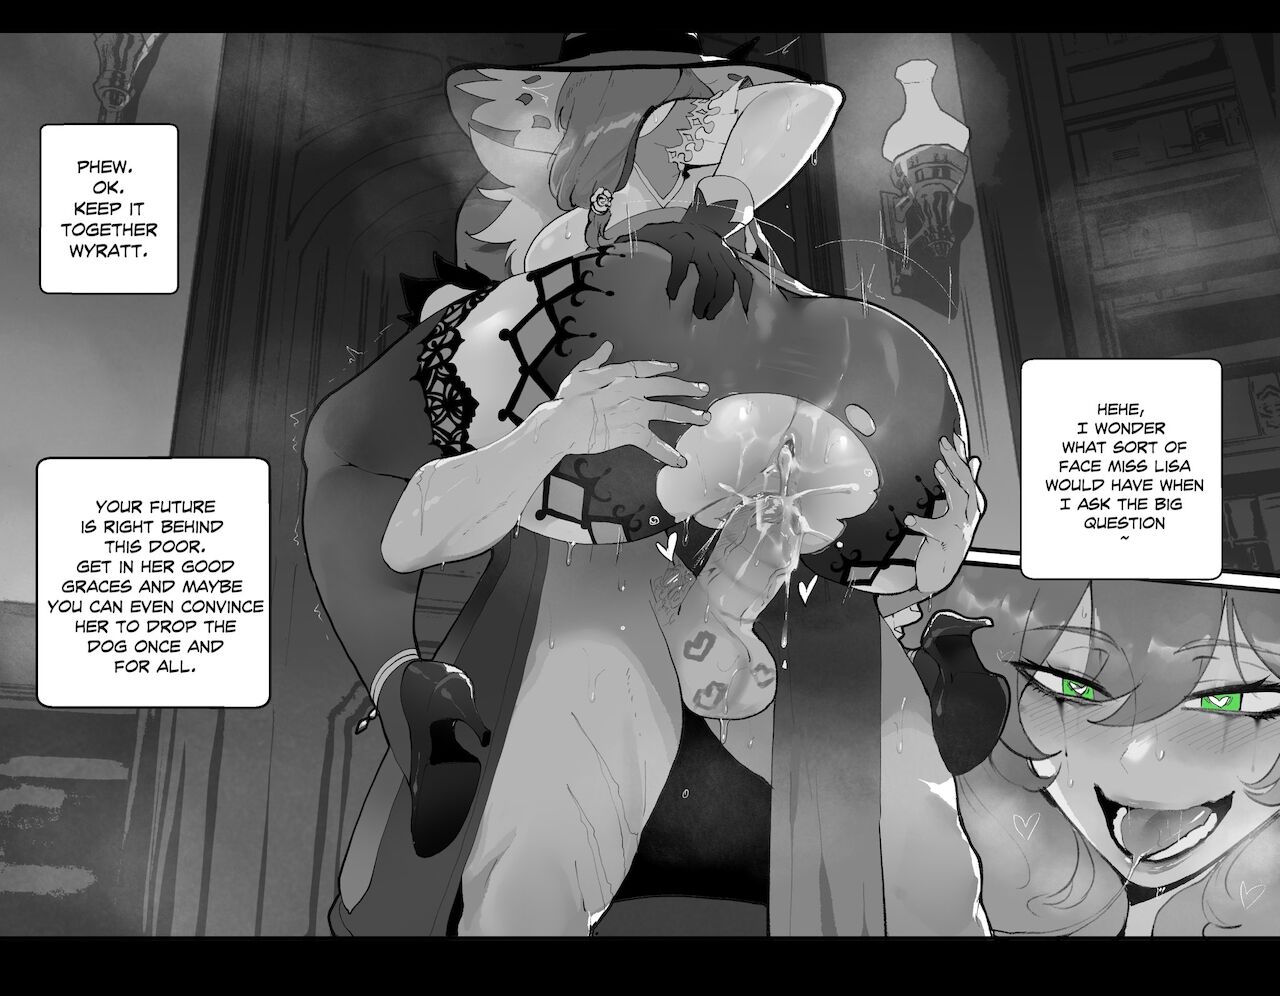 PHEW.
OK.
KEEP IT
TOGETHER
WYRATT.
YOUR FUTURE
IS RIGHT BEHIND
THIS DOOR.
GET IN HER GOOD
GRACES AND MAYBE
YOU CAN EVEN CONVINCE
HER TO DROP THE
DOG ONCE AND
FOR ALL.
HEHE,
I WONDER
WHAT SORT OF
FACE MISS LISA
WOULD HAVE WHEN
I ASK THE BIG
QUESTION
~